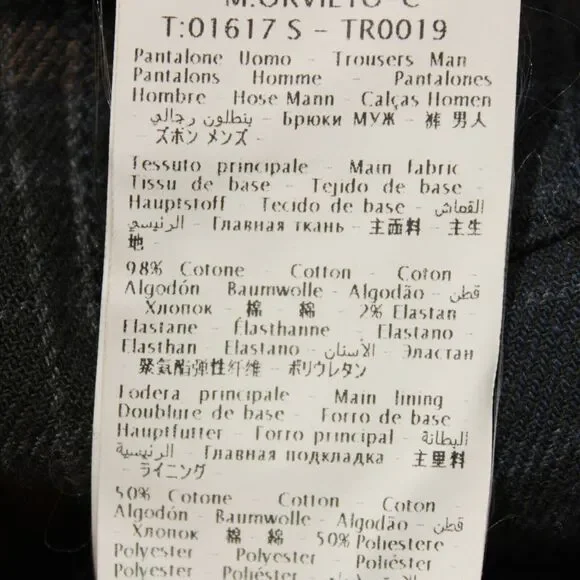 M.ORVIETO-C
T:01617 S - TR0019
Pantalone Uomo - Trousers Man
Pantalons Homme - Pantalones
Hombre Hose Mann - Calças Homen
- بنطلون رجالي - Брюки МУЖ - 裤 男人
- ズボン メンズ -
Tessuto principale - Main fabric -
Tissu de base - Tejido de base -
Hauptstoff - Tecido de base - القماش
الرئيسي - Главная ткань - 主面料 - 主生
地 -
98% Cotone - Cotton - Coton -
Algodón Baumwolle - Algodão - قطن
- Хлопок - 棉 - 綿 - 2% Elastan -
Elastane - Élasthanne - Elastano -
Elasthan Elastano - الأستان - Эластан
聚氨酯弹性纤维 - ポリウレタン
Fodera principale - Main lining -
Doublure de base - Forro de base
Hauptfutter - Forro principal - البطانة
الرئيسية - Главная подкладка - 主里料
- ライニング -
50% Cotone - Cotton - Coton -
Algodón - Baumwolle - Algodão - قطن
- Хлопок 棉 綿 - 50% Poliestere
Polyester - Polyester - Poliéster
Polyester Poliéster